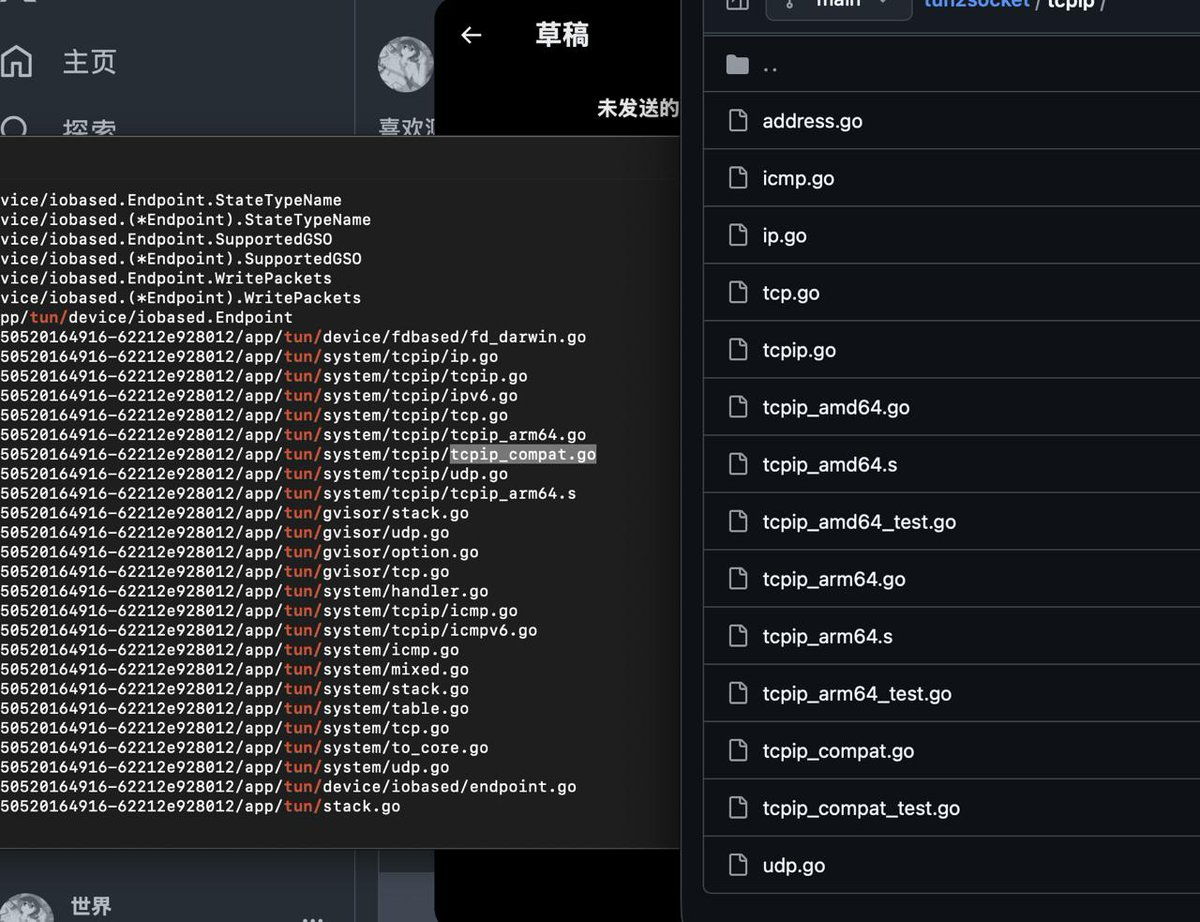 主页
探索
喜欢
世界
...
草稿
未发送的
vice/iobased.Endpoint.StateTypeName
vice/iobased.(*Endpoint).StateTypeName
vice/iobased.Endpoint.SupportedGSO
vice/iobased.(*Endpoint).SupportedGSO
vice/iobased.Endpoint.WritePackets
vice/iobased.(*Endpoint).WritePackets
pp/tun/device/iobased.Endpoint
50520164916-62212e928012/app/tun/device/fdbased/fd_darwin.go
50520164916-62212e928012/app/tun/system/tcpip/ip.go
50520164916-62212e928012/app/tun/system/tcpip/tcpip.go
50520164916-62212e928012/app/tun/system/tcpip/ipv6.go
50520164916-62212e928012/app/tun/system/tcpip/tcp.go
50520164916-62212e928012/app/tun/system/tcpip/tcpip_arm64.go
50520164916-62212e928012/app/tun/system/tcpip/tcpip_compat.go
50520164916-62212e928012/app/tun/system/tcpip/udp.go
50520164916-62212e928012/app/tun/system/tcpip/tcpip_arm64.s
50520164916-62212e928012/app/tun/gvisor/stack.go
50520164916-62212e928012/app/tun/gvisor/udp.go
50520164916-62212e928012/app/tun/gvisor/option.go
50520164916-62212e928012/app/tun/gvisor/tcp.go
50520164916-62212e928012/app/tun/system/handler.go
50520164916-62212e928012/app/tun/system/tcpip/icmp.go
50520164916-62212e928012/app/tun/system/tcpip/icmpv6.go
50520164916-62212e928012/app/tun/system/icmp.go
50520164916-62212e928012/app/tun/system/mixed.go
50520164916-62212e928012/app/tun/system/stack.go
50520164916-62212e928012/app/tun/system/table.go
50520164916-62212e928012/app/tun/system/tcp.go
50520164916-62212e928012/app/tun/system/to_core.go
50520164916-62212e928012/app/tun/system/udp.go
50520164916-62212e928012/app/tun/device/iobased/endpoint.go
50520164916-62212e928012/app/tun/stack.go
main
tun2socket / tcpip /
..
address.go
icmp.go
ip.go
tcp.go
tcpip.go
tcpip_amd64.go
tcpip_amd64.s
tcpip_amd64_test.go
tcpip_arm64.go
tcpip_arm64.s
tcpip_arm64_test.go
tcpip_compat.go
tcpip_compat_test.go
udp.go